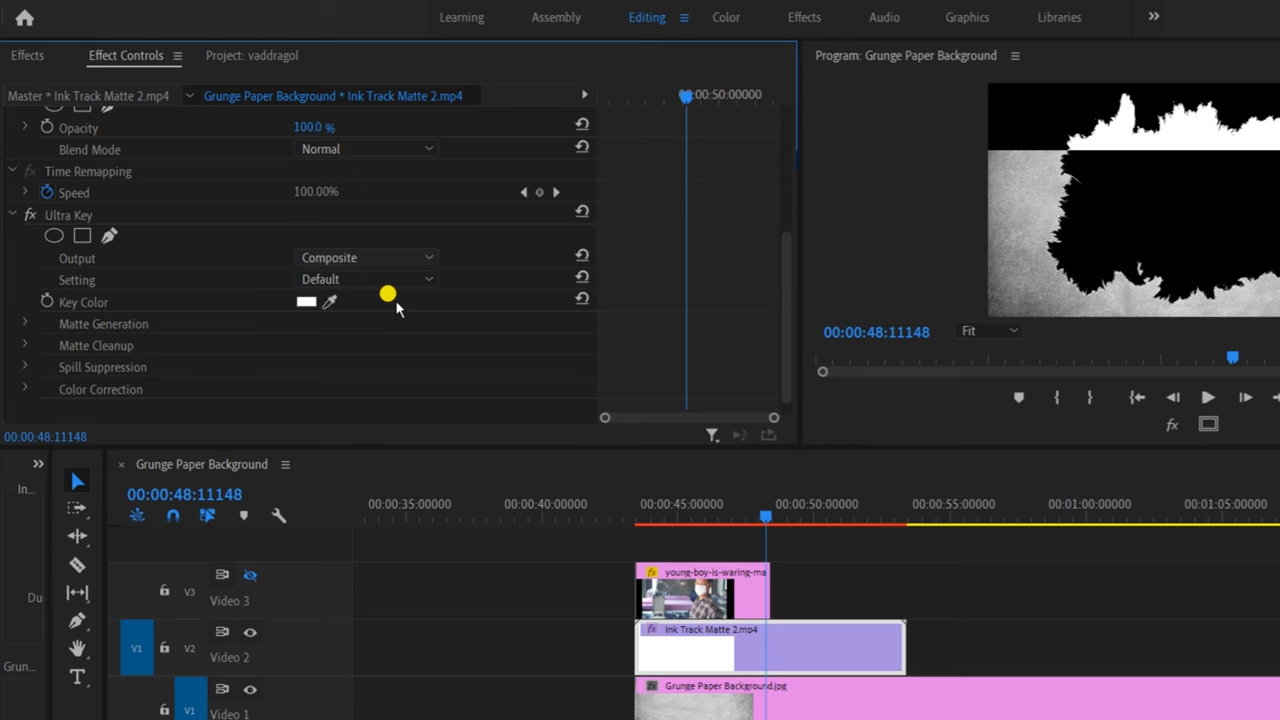 Learning Assembly Editing Color Effects Audio Graphics Libraries
Effects Effect Controls Project: vaddragol
Program: Grunge Paper Background
Master * Ink Track Matte 2.mp4 Grunge Paper Background * Ink Track Matte 2.mp4
00:00:50:00000
Opacity 100.0 %
Blend Mode Normal
Time Remapping
Speed 100.00%
fx Ultra Key
Output Composite
Setting Default
Key Color
Matte Generation
Matte Cleanup
Spill Suppression
Color Correction
00:00:48:11148 Fit
00:00:48:11148
fx
In...
Du
Grun...
Grunge Paper Background
00:00:48:11148
00:00:35:00000 00:00:40:00000 00:00:45:00000 00:00:50:00000 00:00:55:00000 00:01:00:00000 00:01:05:00000
V3 Video 3
fx young-boy-is-waring-ma
V1 V2 Video 2
fx Ink Track Matte 2.mp4
V1 Video 1
fx Grunge Paper Background.jpg
T